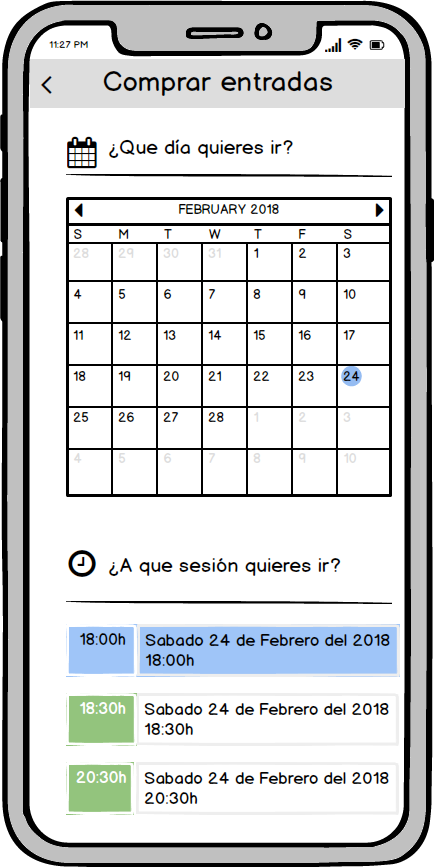 11:27 PM
Comprar entradas
¿Que día quieres ir?
FEBRUARY 2018
S M T W T F S
28 29 30 31 1 2 3
4 5 6 7 8 9 10
11 12 13 14 15 16 17
18 19 20 21 22 23 24
25 26 27 28 1 2 3
4 5 6 7 8 9 10
¿A que sesión quieres ir?
18:00h Sabado 24 de Febrero del 2018
18:00h
18:30h Sabado 24 de Febrero del 2018
18:30h
20:30h Sabado 24 de Febrero del 2018
20:30h